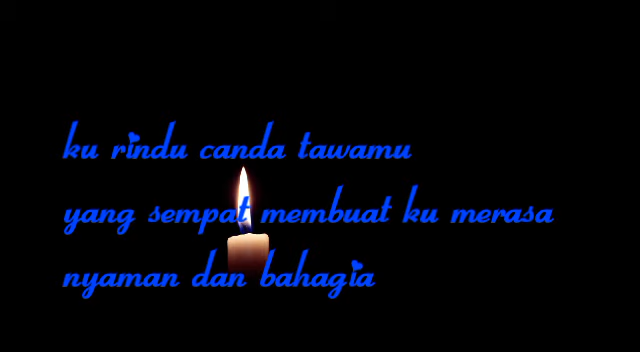 ku rindu canda tawamu
yang sempat membuat ku merasa
nyaman dan bahagia